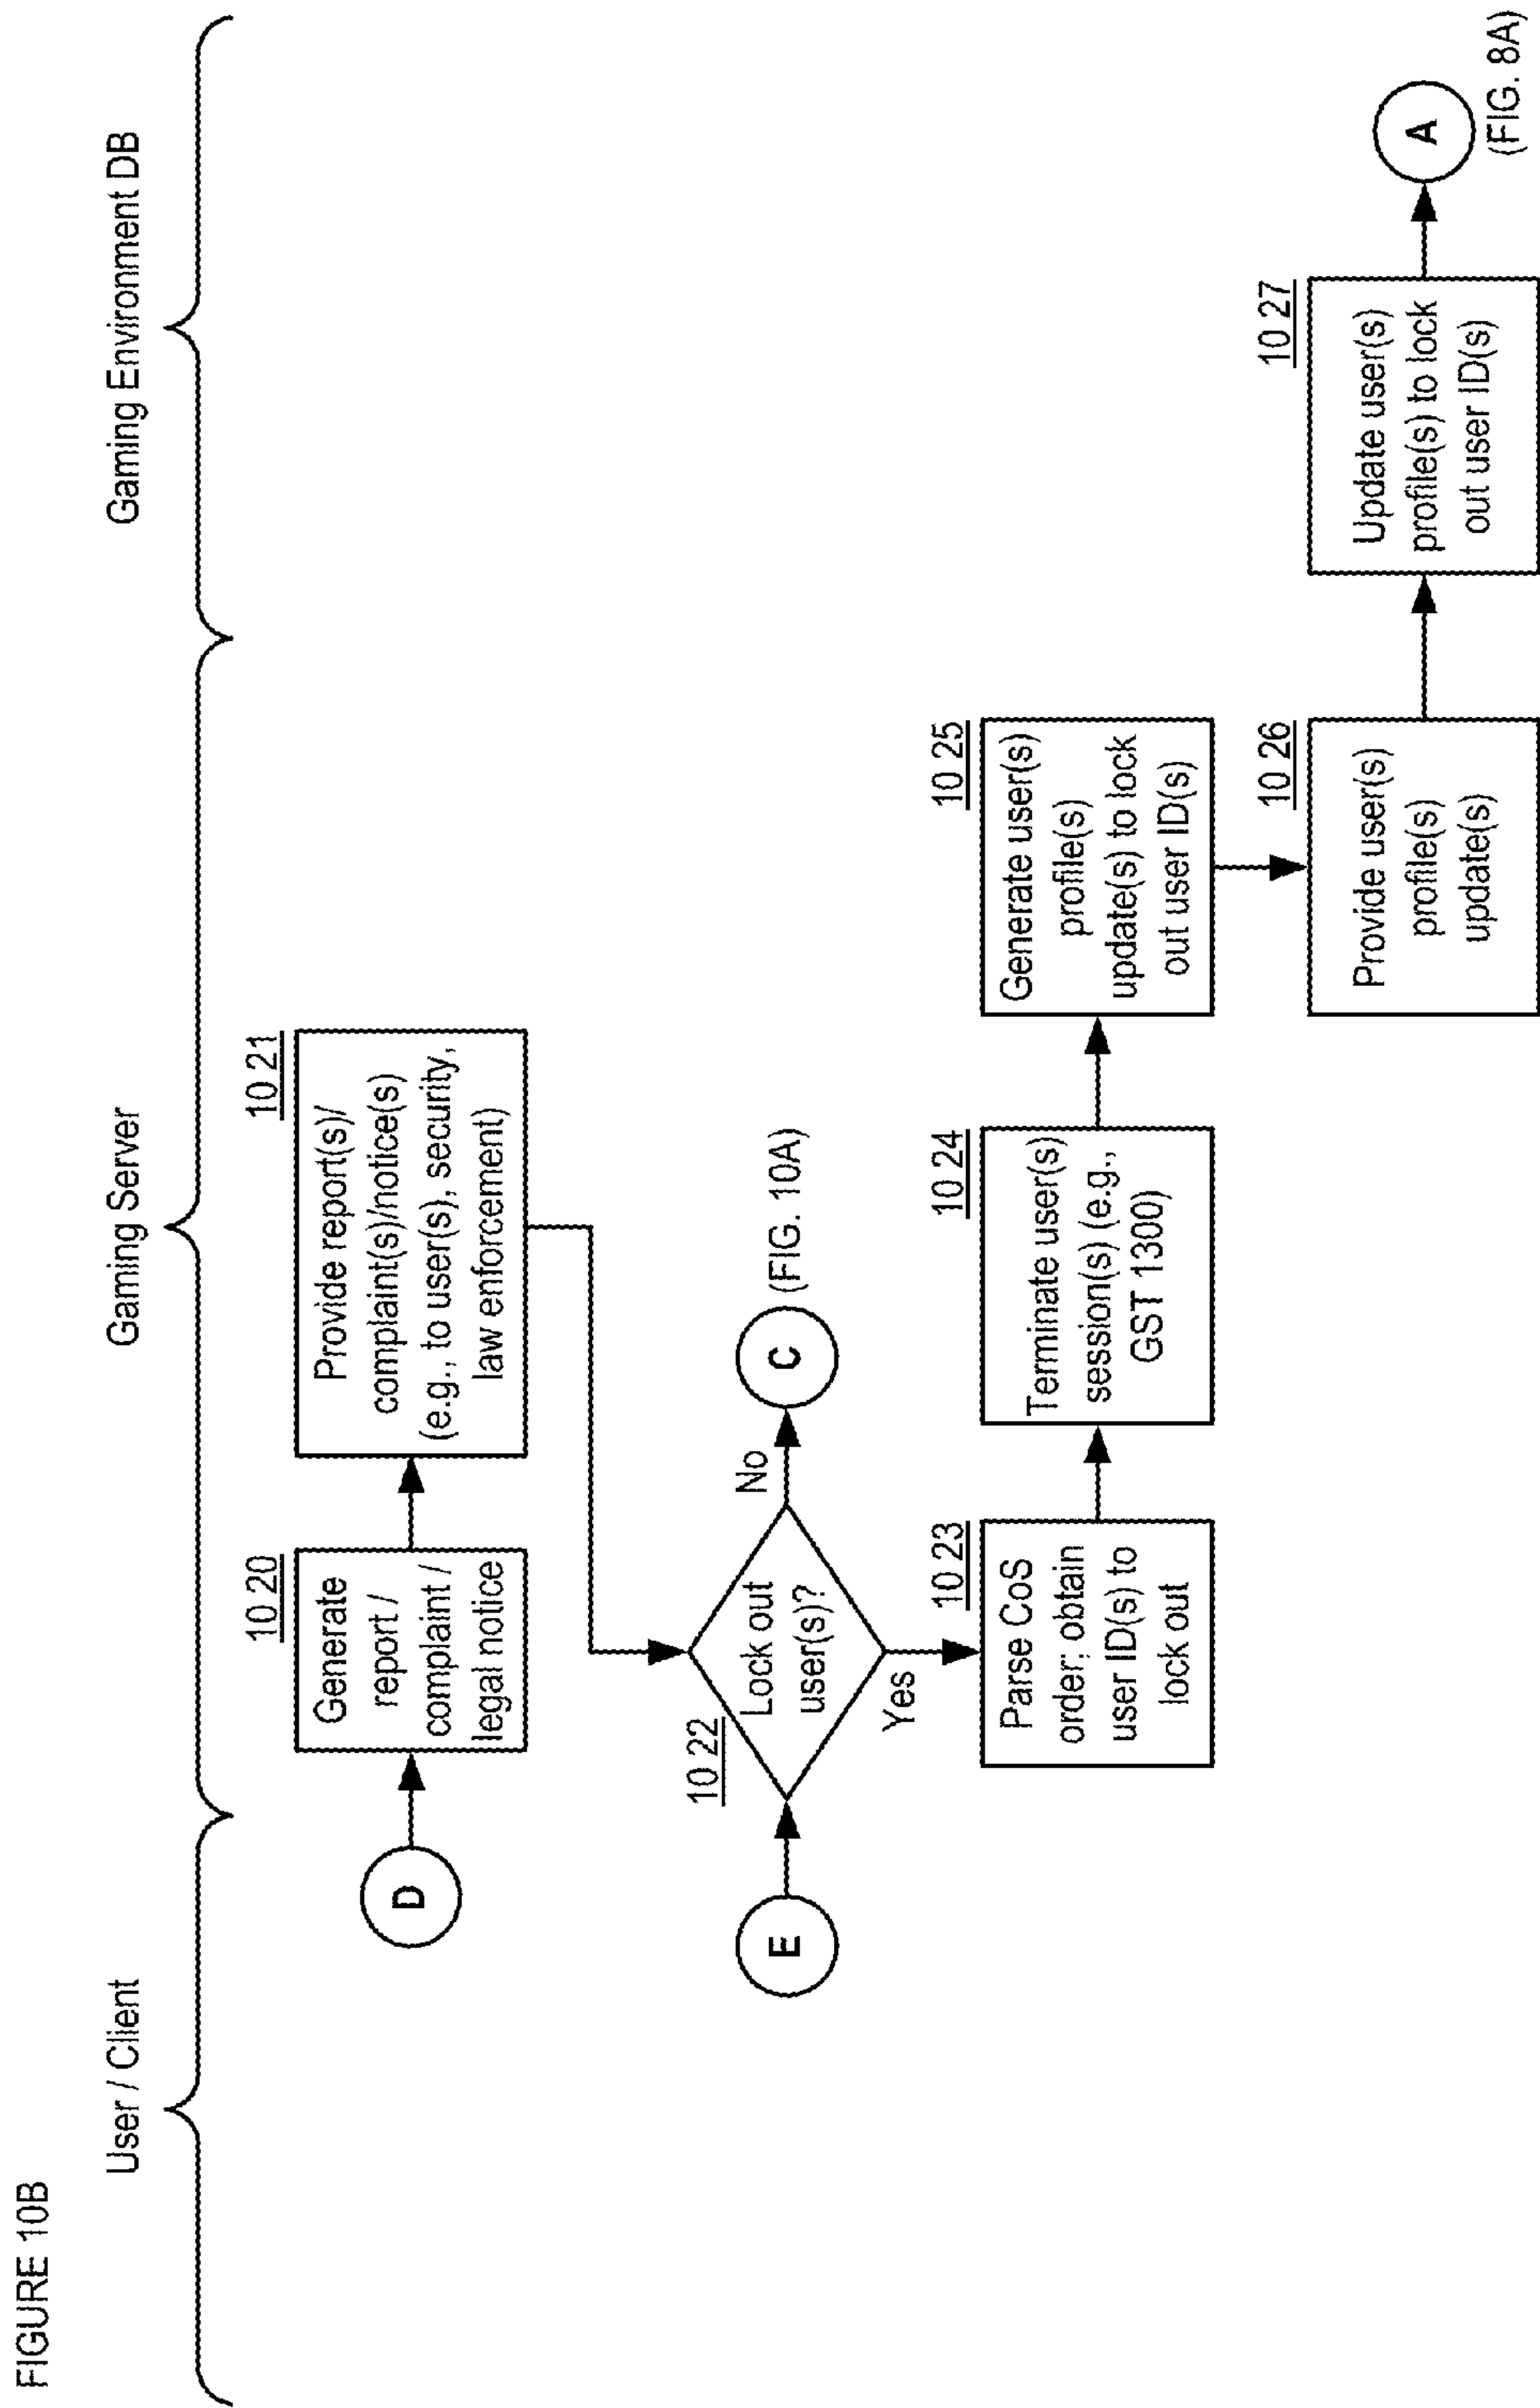 FIGURE 10B
User / Client
Gaming Server
Gaming Environment DB
D
10 20
Generate
report /
complaint /
legal notice
10 21
Provide report(s)/
complaint(s)/notice(s)
(e.g., to user(s), security,
law enforcement)
E
10 22
Lock out
user(s)?
No
C
(FIG. 10A)
Yes
10 23
Parse CoS
order; obtain
user ID(s) to
lock out
10 24
Terminate user(s)
session(s) (e.g.,
GST 1300)
10 25
Generate user(s)
profile(s)
update(s) to lock
out user ID(s)
10 26
Provide user(s)
profile(s)
update(s)
10 27
Update user(s)
profile(s) to lock
out user ID(s)
A
(FIG. 8A)